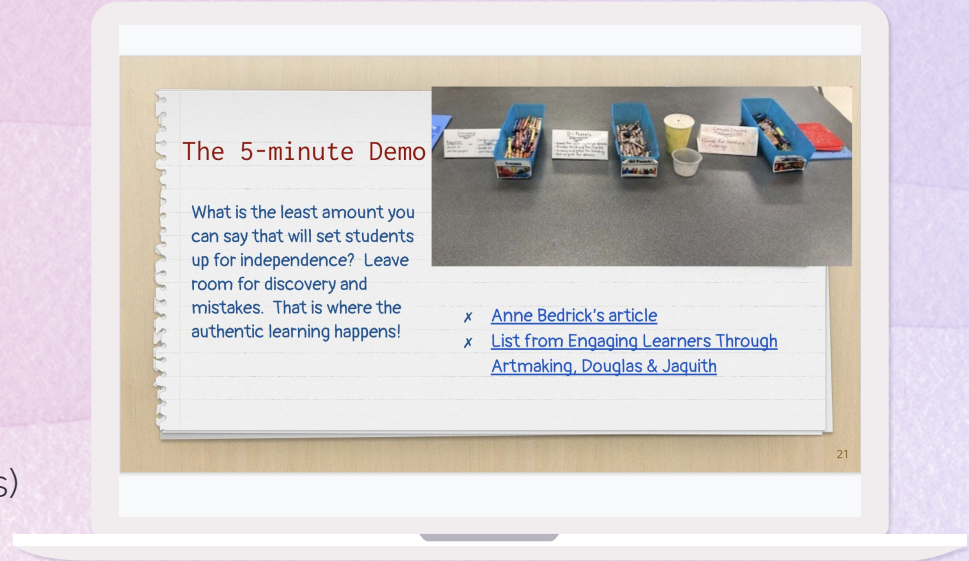 The 5-minute Demo
What is the least amount you
can say that will set students
up for independence?  Leave
room for discovery and
mistakes.  That is where the
authentic learning happens!
✗ Anne Bedrick's article
✗ List from Engaging Learners Through
Artmaking, Douglas & Jaquith
21
s)